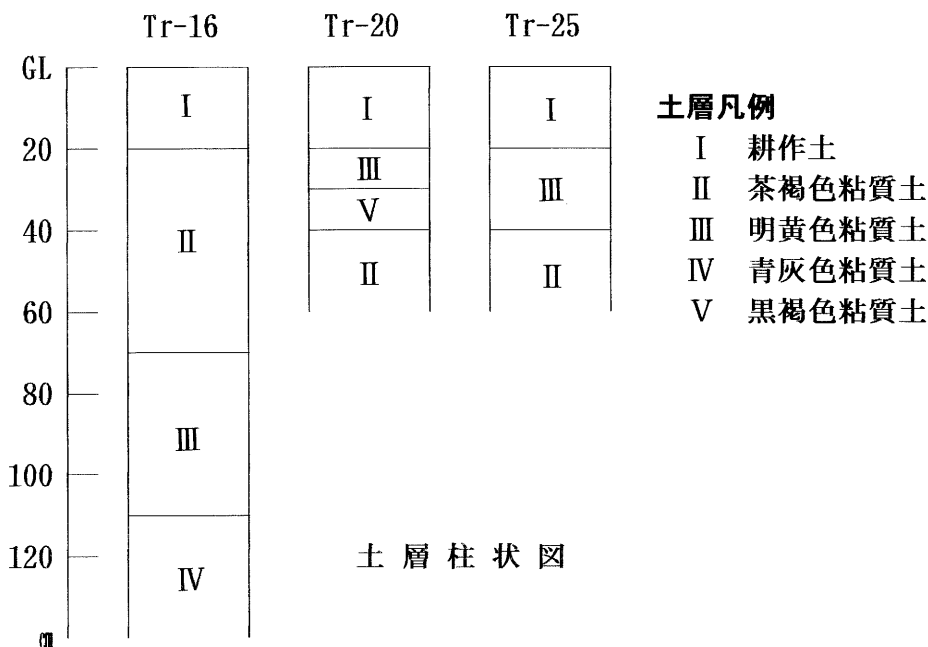 Tr-16 Tr-20 Tr-25
GL
20
40
60
80
100
120
cm
Ⅰ
Ⅱ
Ⅲ
Ⅳ
Ⅰ
Ⅲ
Ⅴ
Ⅱ
Ⅰ
Ⅲ
Ⅱ
土層凡例
Ⅰ 耕作土
Ⅱ 茶褐色粘質土
Ⅲ 明黄色粘質土
Ⅳ 青灰色粘質土
Ⅴ 黒褐色粘質土
土層柱状図